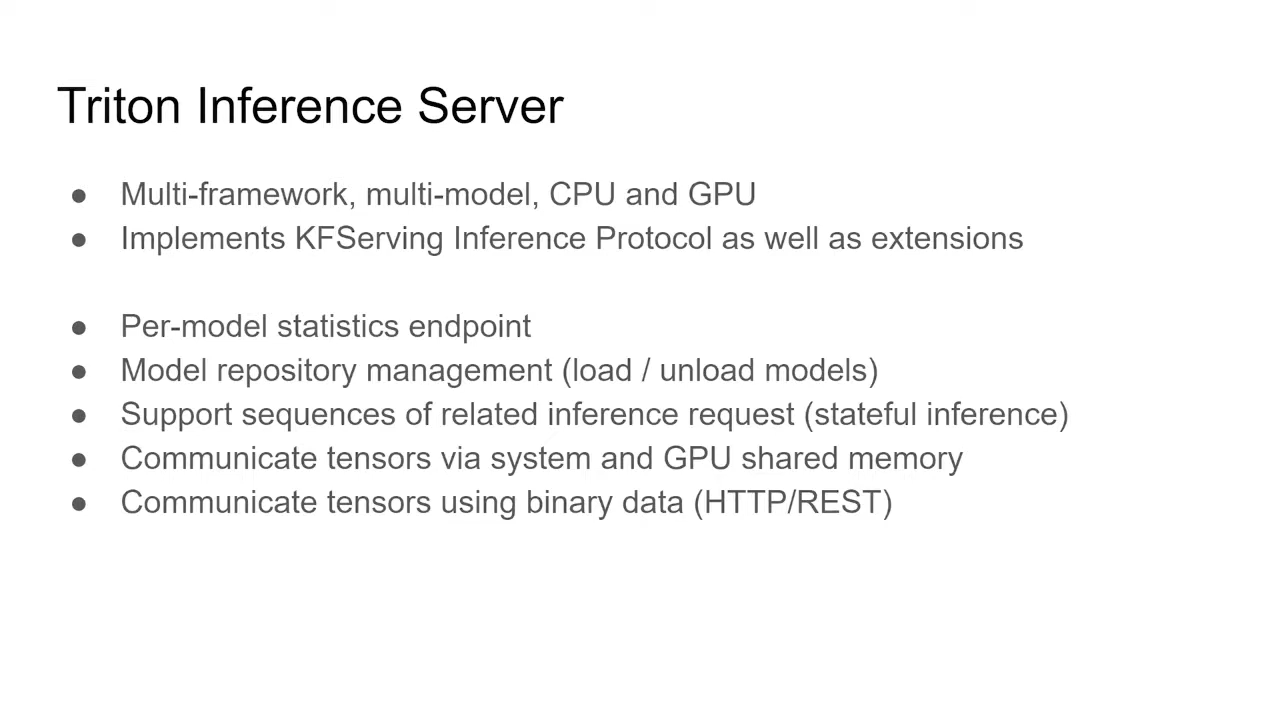 Triton Inference Server
● Multi-framework, multi-model, CPU and GPU
● Implements KFServing Inference Protocol as well as extensions
● Per-model statistics endpoint
● Model repository management (load / unload models)
● Support sequences of related inference request (stateful inference)
● Communicate tensors via system and GPU shared memory
● Communicate tensors using binary data (HTTP/REST)